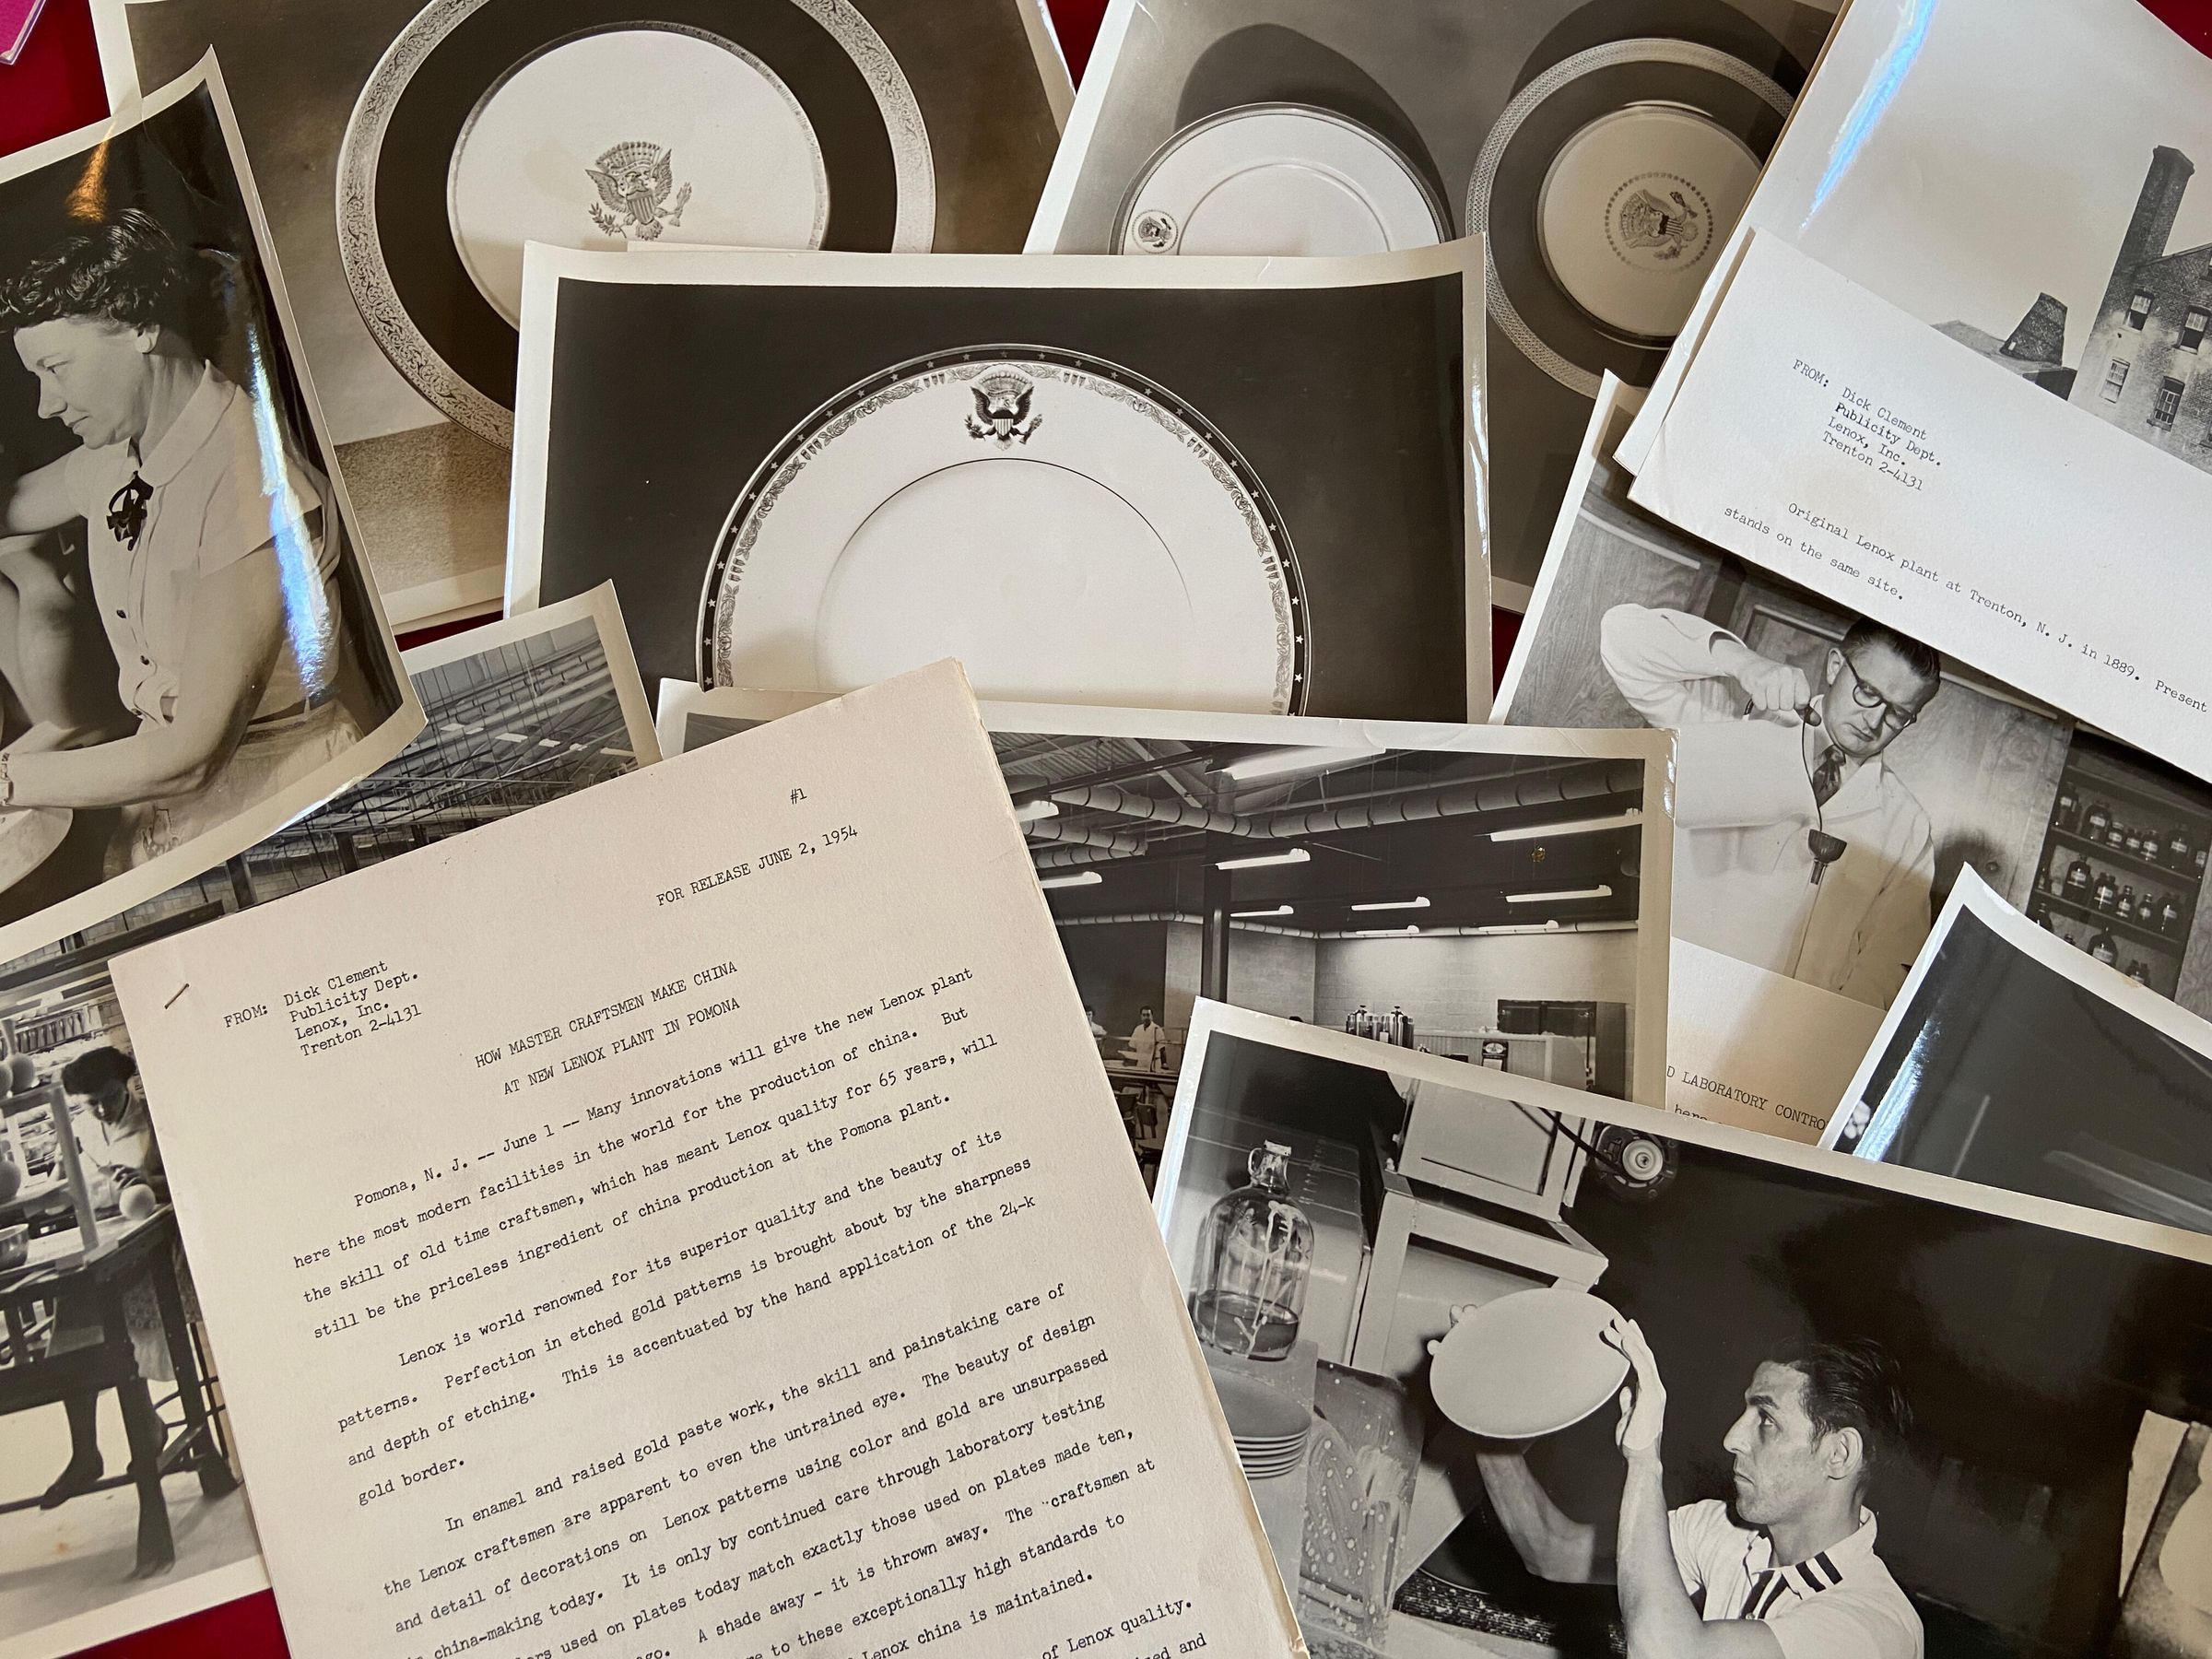 FROM: Dick Clement
Publicity Dept.
Lenox, Inc.
Trenton 2-4131
Original Lenox plant at Trenton, N. J. in 1889. Present
stands on the same site.
#1
FOR RELEASE JUNE 2, 1954
FROM: Dick Clement
Publicity Dept.
Lenox, Inc.
Trenton 2-4131
HOW MASTER CRAFTSMEN MAKE CHINA
AT NEW LENOX PLANT IN POMONA
Pomona, N. J. -- June 1 -- Many innovations will give the new Lenox plant
here the most modern facilities in the world for the production of china. But
the skill of old time craftsmen, which has meant Lenox quality for 65 years, will
still be the priceless ingredient of china production at the Pomona plant.
Lenox is world renowned for its superior quality and the beauty of its
patterns. Perfection in etched gold patterns is brought about by the sharpness
and depth of etching. This is accentuated by the hand application of the 24-k
gold border.
In enamel and raised gold paste work, the skill and painstaking care of
the Lenox craftsmen are apparent to even the untrained eye. The beauty of design
and detail of decorations on Lenox patterns using color and gold are unsurpassed
china-making today. It is only by continued care through laboratory testing
used on plates today match exactly those used on plates made ten,
A shade away - it is thrown away. The craftsmen at
to these exceptionally high standards to
Lenox china is maintained.
of Lenox quality.
and
LABORATORY CONTRO